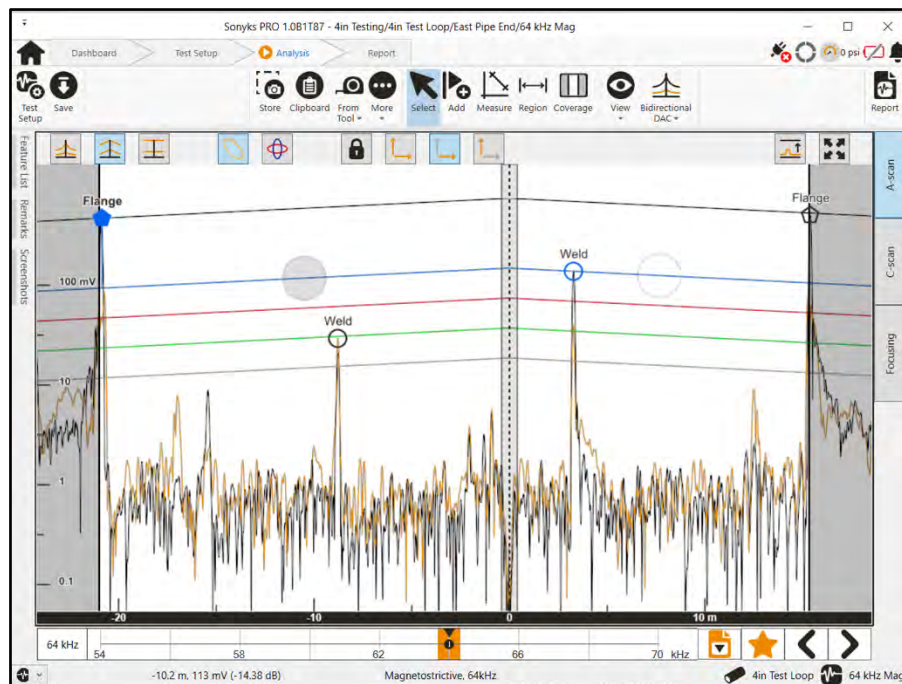 Sonyks PRO 1.0B1T87 - 4in Testing/4in Test Loop/East Pipe End/64 kHz Mag
Dashboard Test Setup Analysis Report
0 psi
Test Setup Save Store Clipboard From Tool More Select Add Measure Region Coverage View Bidirectional DAC Report
Feature List Remarks Screenshots
A-scan
C-scan
Focusing
Flange Flange
Weld
100 mV
Weld
10
1
0.1
-20 -10 0 10 m
64 kHz 54 58 62 66 70 kHz
-10.2 m, 113 mV (-14.38 dB) Magnetostrictive, 64kHz 4in Test Loop 64 kHz Mag